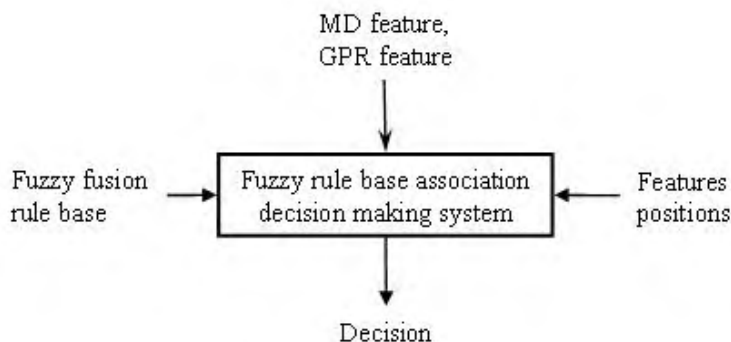 MD feature,
GPR feature
Fuzzy fusion
rule base
Fuzzy rule base association
decision making system
Features
positions
Decision